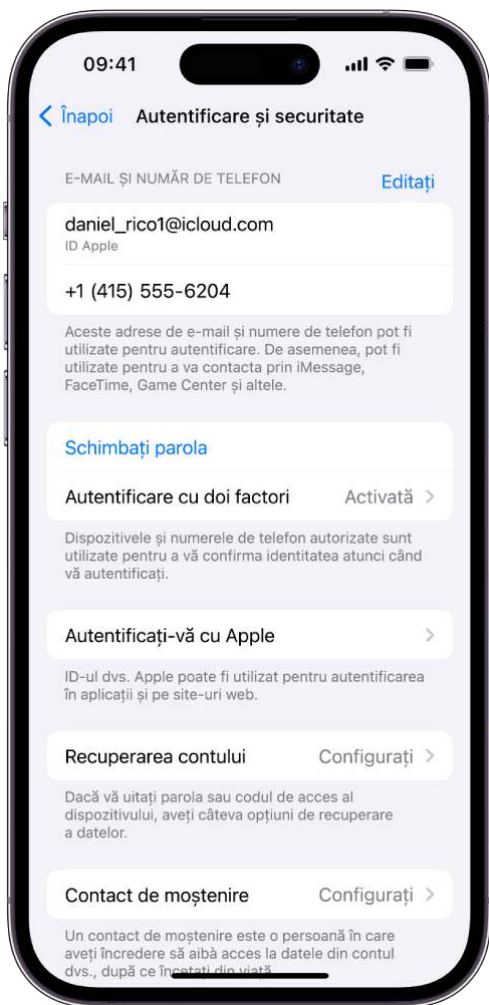 09:41
Înapoi Autentificare și securitate
E-MAIL ȘI NUMĂR DE TELEFON Editați
daniel_rico1@icloud.com
ID Apple
+1 (415) 555-6204
Aceste adrese de e-mail și numere de telefon pot fi
utilizate pentru autentificare. De asemenea, pot fi
utilizate pentru a va contacta prin iMessage,
FaceTime, Game Center și altele.
Schimbați parola
Autentificare cu doi factori Activată
Dispozitivele și numerele de telefon autorizate sunt
utilizate pentru a vă confirma identitatea atunci când
vă autentificați.
Autentificați-vă cu Apple
ID-ul dvs. Apple poate fi utilizat pentru autentificarea
în aplicații și pe site-uri web.
Recuperarea contului Configurați
Dacă vă uitați parola sau codul de acces al
dispozitivului, aveți câteva opțiuni de recuperare
a datelor.
Contact de moștenire Configurați
Un contact de moștenire este o persoană în care
aveți încredere să aibă acces la datele din contul
dvs., după ce încetați din viață.